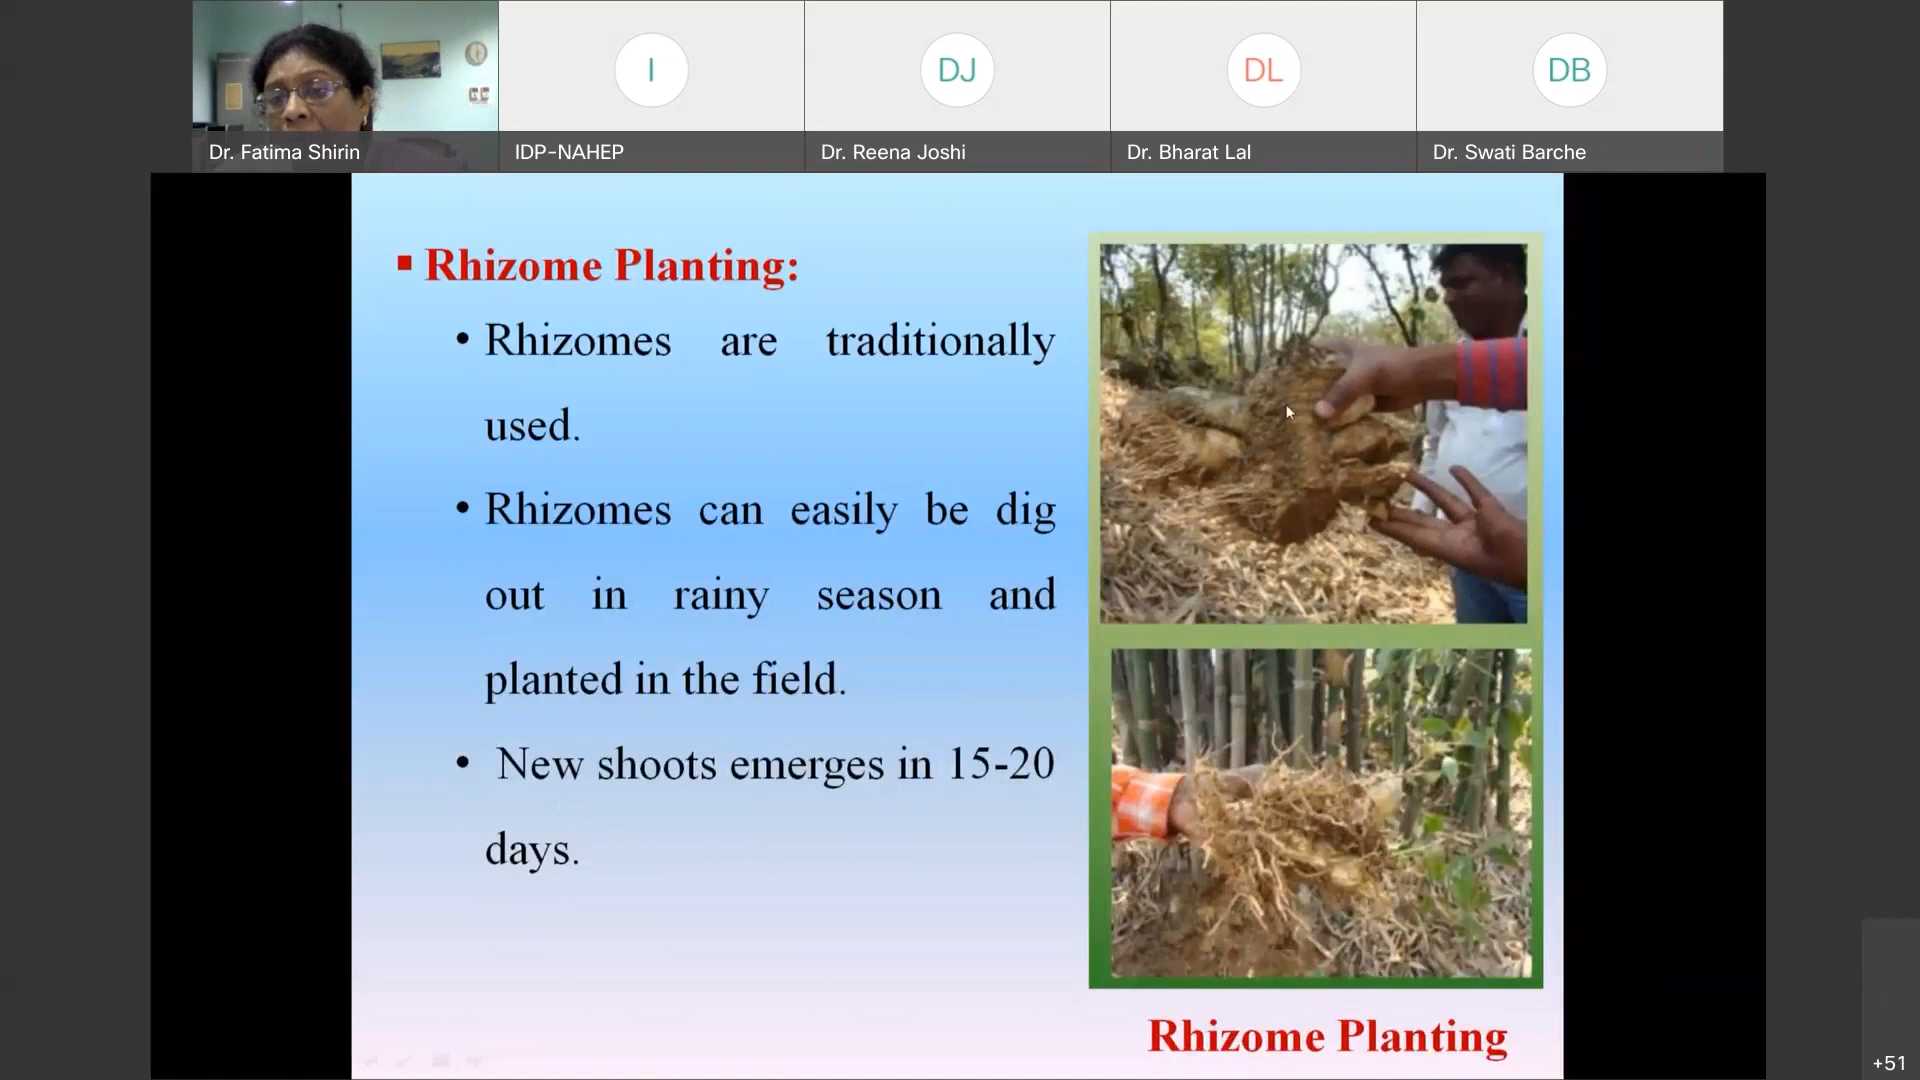 I
DJ
DL
DB
Dr. Fatima Shirin
IDP-NAHEP
Dr. Reena Joshi
Dr. Bharat Lal
Dr. Swati Barche
▪ Rhizome Planting:
• Rhizomes are traditionally
used.
• Rhizomes can easily be dig
out in rainy season and
planted in the field.
• New shoots emerges in 15-20
days.
Rhizome Planting
+51